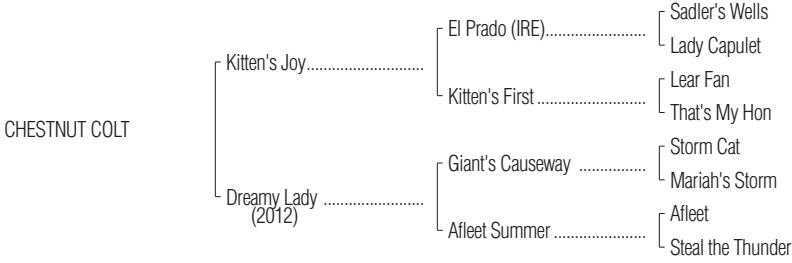 Sadler's Wells
El Prado (IRE)........................
Lady Capulet
Kitten's Joy............................
Lear Fan
Kitten's First..........................
That's My Hon
CHESTNUT COLT
Storm Cat
Giant's Causeway ................
Mariah's Storm
Dreamy Lady ........................
(2012)
Afleet
Afleet Summer......................
Steal the Thunder